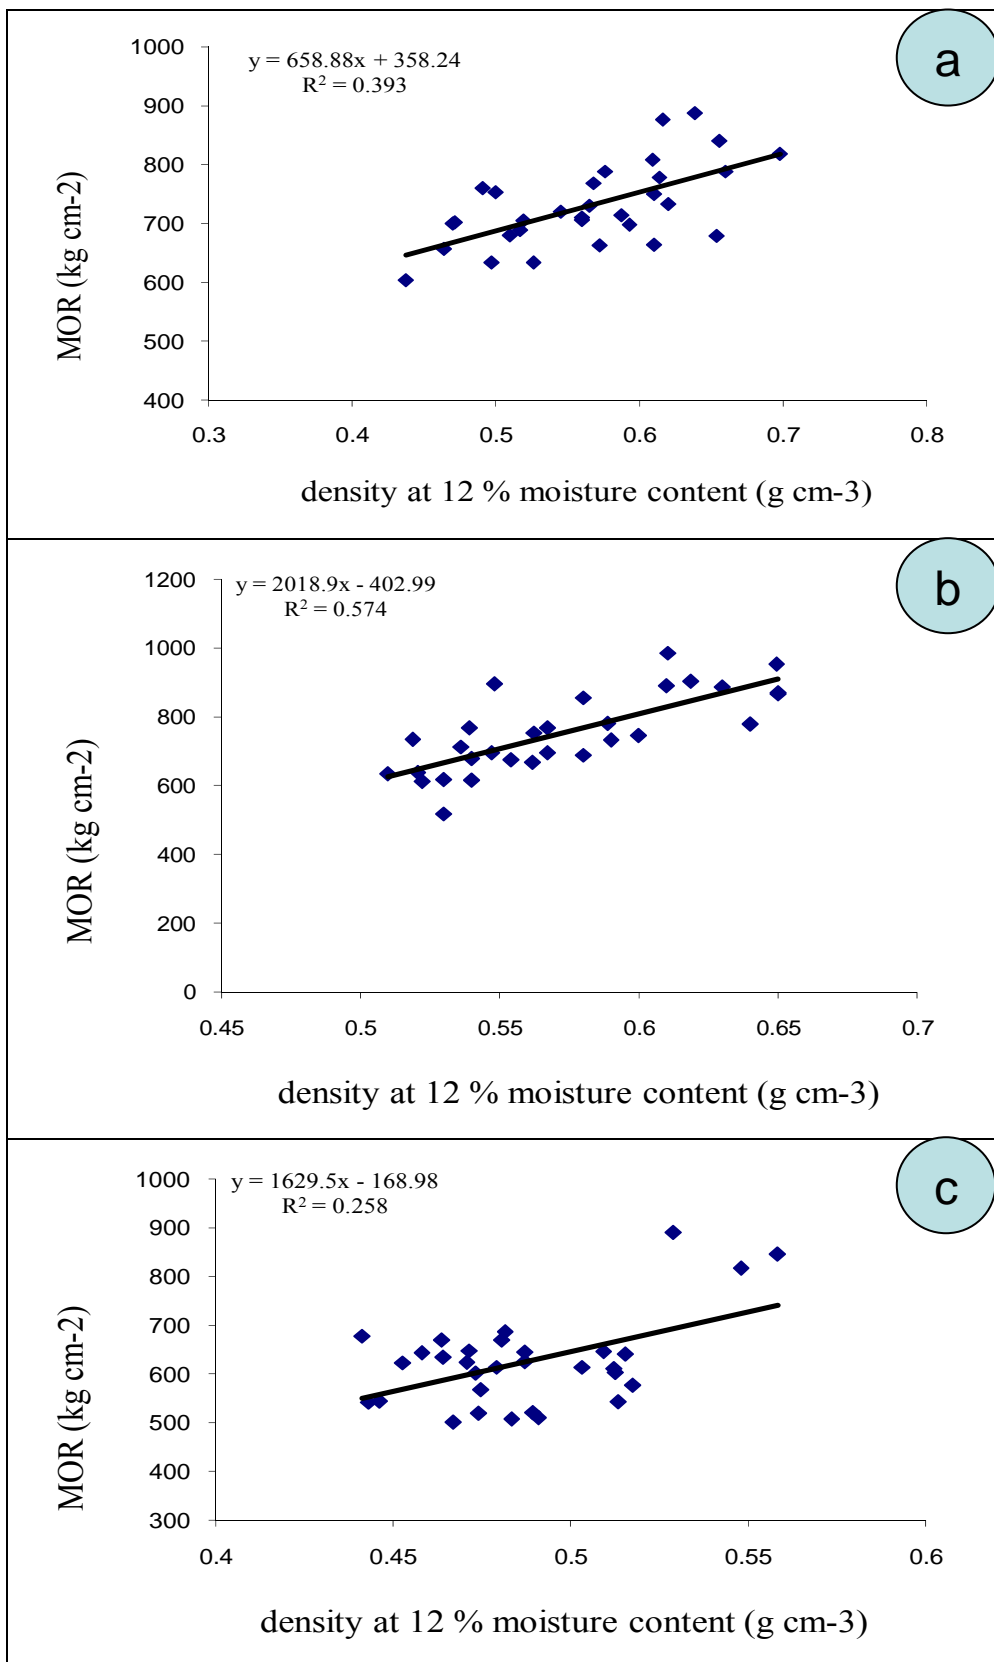 a
y = 658.88x + 358.24
R² = 0.393
1000
900
800
700
600
500
400
MOR (kg cm-2)
0.3 0.4 0.5 0.6 0.7 0.8
density at 12 % moisture content (g cm-3)
b
y = 2018.9x - 402.99
R² = 0.574
1200
1000
800
600
400
200
0
MOR (kg cm-2)
0.45 0.5 0.55 0.6 0.65 0.7
density at 12 % moisture content (g cm-3)
c
y = 1629.5x - 168.98
R² = 0.258
1000
900
800
700
600
500
400
300
MOR (kg cm-2)
0.4 0.45 0.5 0.55 0.6
density at 12 % moisture content (g cm-3)